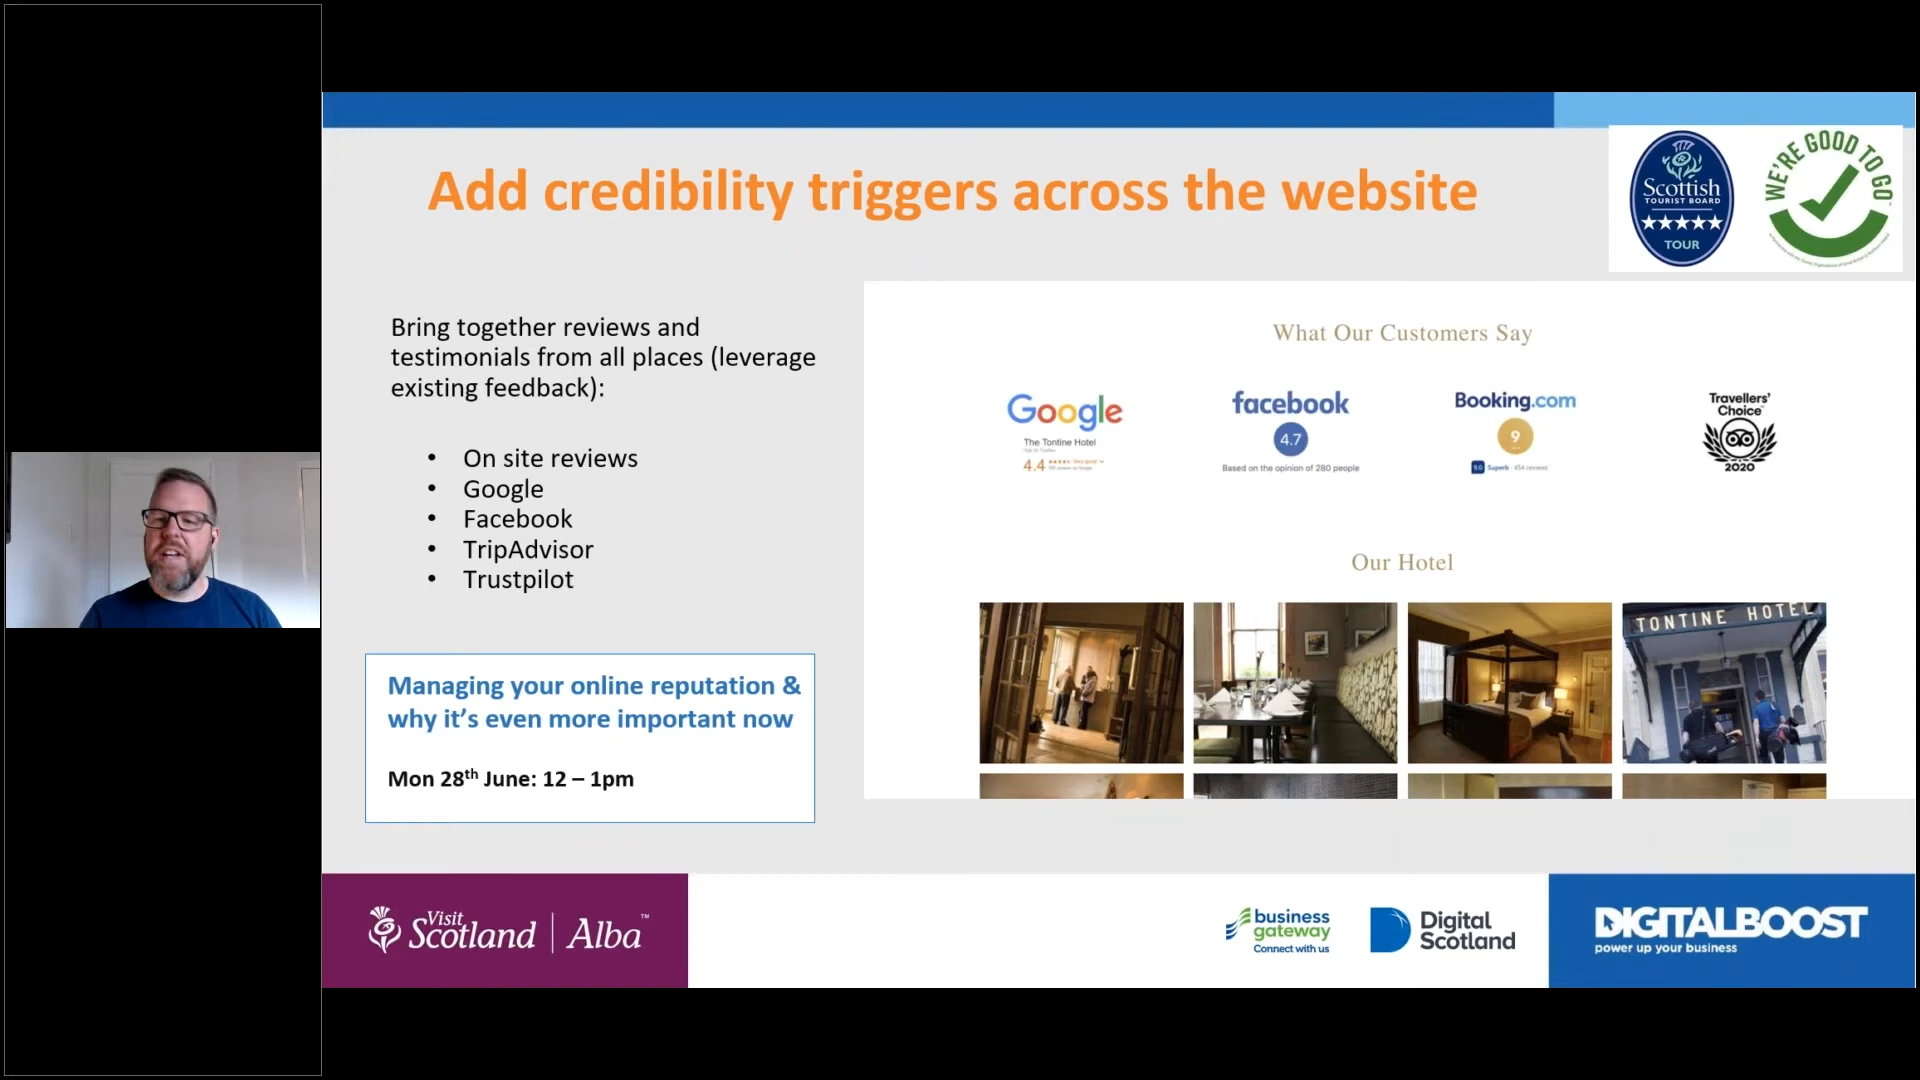 Add credibility triggers across the website
Scottish
TOURIST BOARD
TOUR
WE'RE GOOD TO GO
Bring together reviews and
testimonials from all places (leverage
existing feedback):
• On site reviews
• Google
• Facebook
• TripAdvisor
• Trustpilot
Managing your online reputation &
why it's even more important now
Mon 28th June: 12 – 1pm
What Our Customers Say
Google
The Tontine Hotel
4.4
facebook
4.7
Based on the opinion of 280 people
Booking.com
9
9.0 Superb · 454 reviews
Travellers'
Choice
2020
Our Hotel
TONTINE HOTEL
Visit
Scotland | Alba™
business
gateway
Connect with us
Digital
Scotland
DIGITALBOOST
power up your business